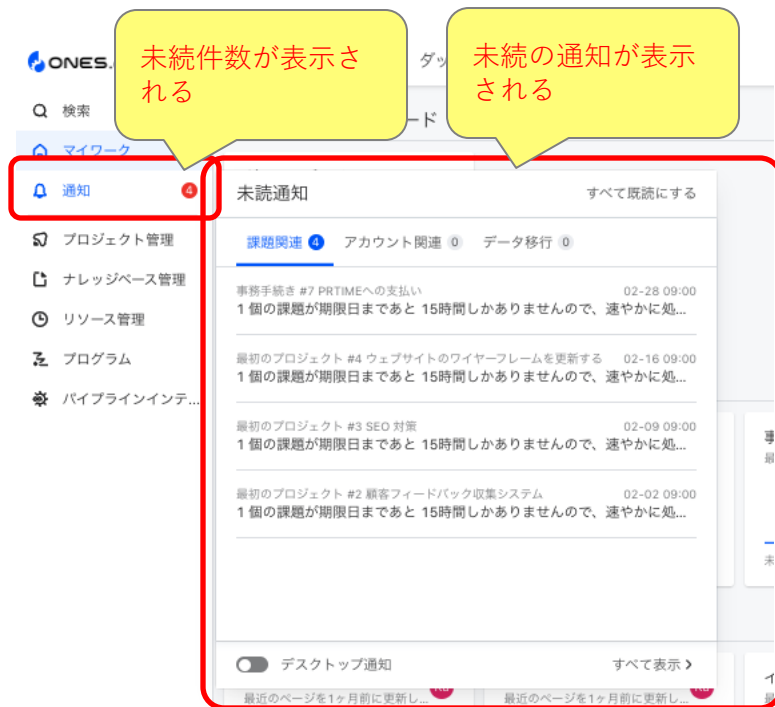 未続件数が表示さ
れる
未続の通知が表示
される
ONES.
ダッ
検索
ード
マイワーク
通知 4
プロジェクト管理
ナレッジベース管理
リソース管理
プログラム
パイプラインインテ...
未読通知 すべて既読にする
課題関連 4 アカウント関連 0 データ移行 0
事務手続き #7 PRTIMEへの支払い 02-28 09:00
1 個の課題が期限日まであと 15時間しかありませんので、速やかに処...
最初のプロジェクト #4 ウェブサイトのワイヤーフレームを更新する 02-16 09:00
1 個の課題が期限日まであと 15時間しかありませんので、速やかに処...
最初のプロジェクト #3 SEO 対策 02-09 09:00
1 個の課題が期限日まであと 15時間しかありませんので、速やかに処...
最初のプロジェクト #2 顧客フィードバック収集システム 02-02 09:00
1 個の課題が期限日まであと 15時間しかありませんので、速やかに処...
デスクトップ通知 すべて表示
最近のページを1ヶ月前に更新し... 最近のページを1ヶ月前に更新し...